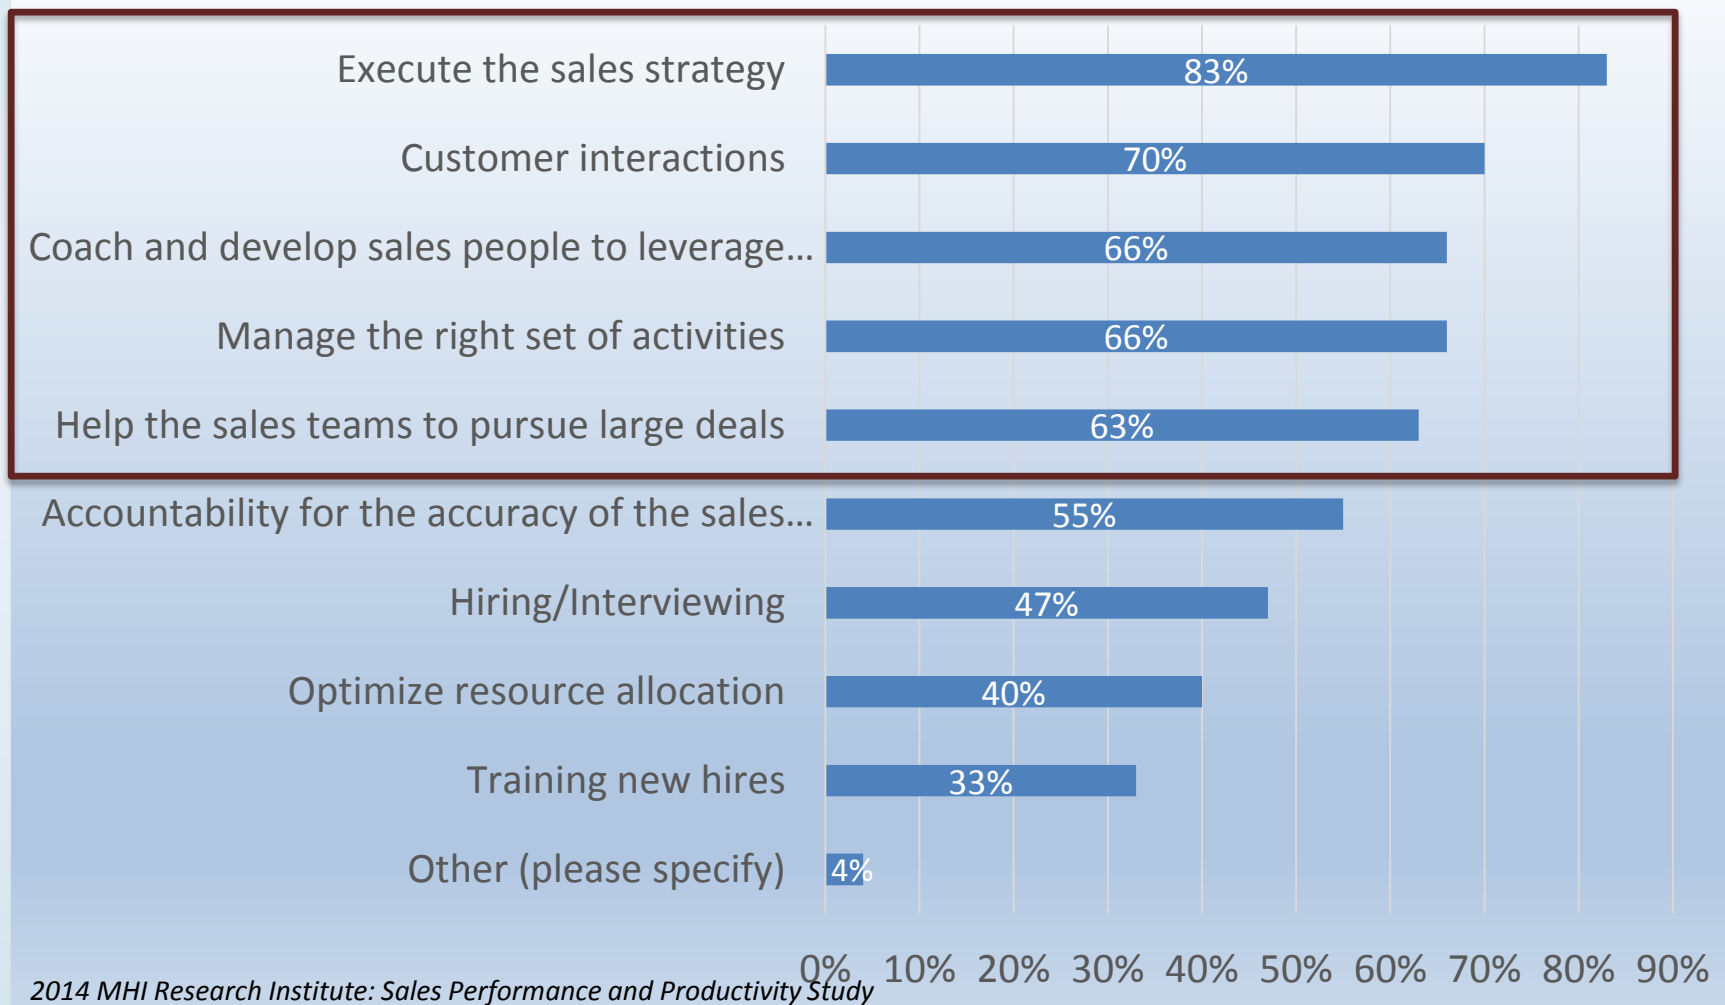 Execute the sales strategy 83%
Customer interactions 70%
Coach and develop sales people to leverage... 66%
Manage the right set of activities 66%
Help the sales teams to pursue large deals 63%
Accountability for the accuracy of the sales... 55%
Hiring/Interviewing 47%
Optimize resource allocation 40%
Training new hires 33%
Other (please specify) 4%
0% 10% 20% 30% 40% 50% 60% 70% 80% 90%
2014 MHI Research Institute: Sales Performance and Productivity Study